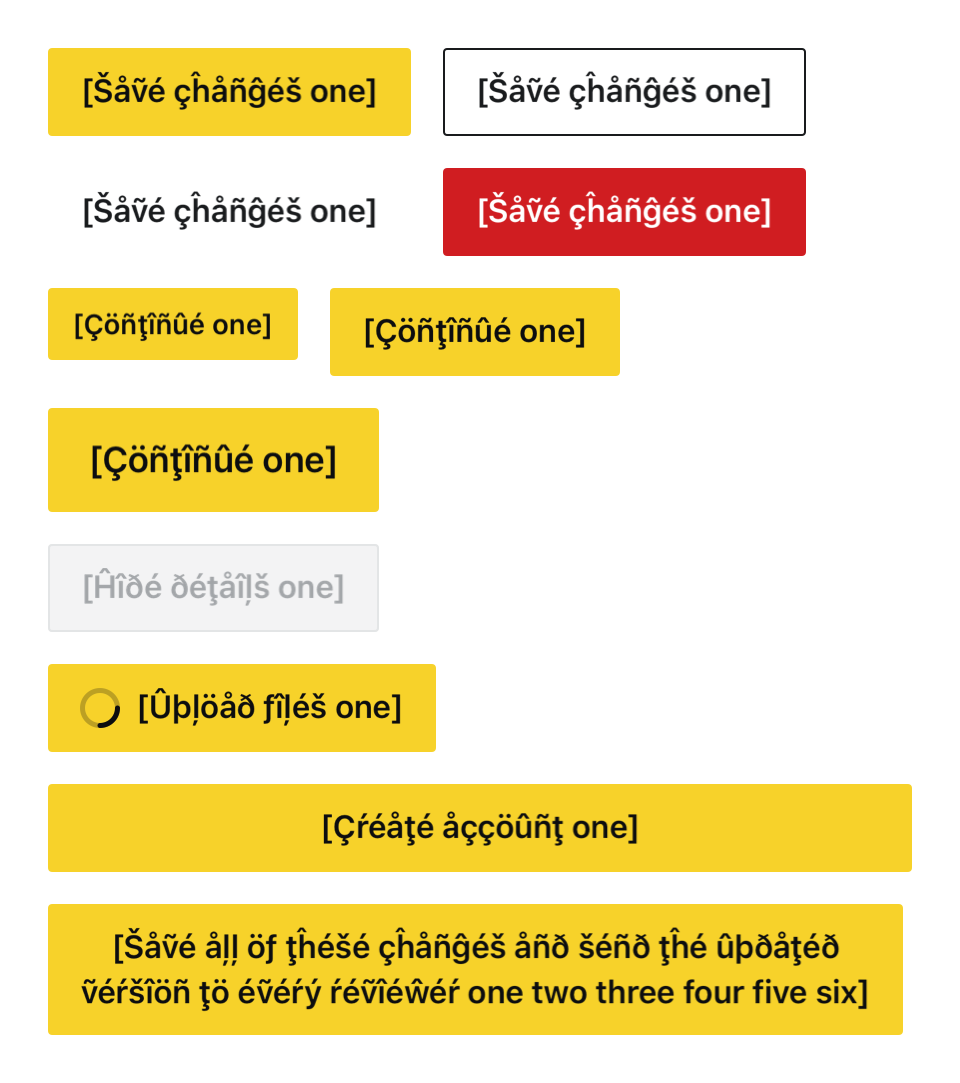 [Šåṽé çĥåñĝéš one]
[Šåṽé çĥåñĝéš one]
[Šåṽé çĥåñĝéš one]
[Šåṽé çĥåñĝéš one]
[Çöñţîñûé one]
[Çöñţîñûé one]
[Çöñţîñûé one]
[Ĥîðé ðéţåîļš one]
[Ûþļöåð ƒîļéš one]
[Çŕéåţé åççöûñţ one]
[Šåṽé åļļ öƒ ţĥéšé çĥåñĝéš åñð šéñð ţĥé ûþðåţéð
ṽéŕšîöñ ţö éṽéŕý ŕéṽîéŵéŕ one two three four five six]